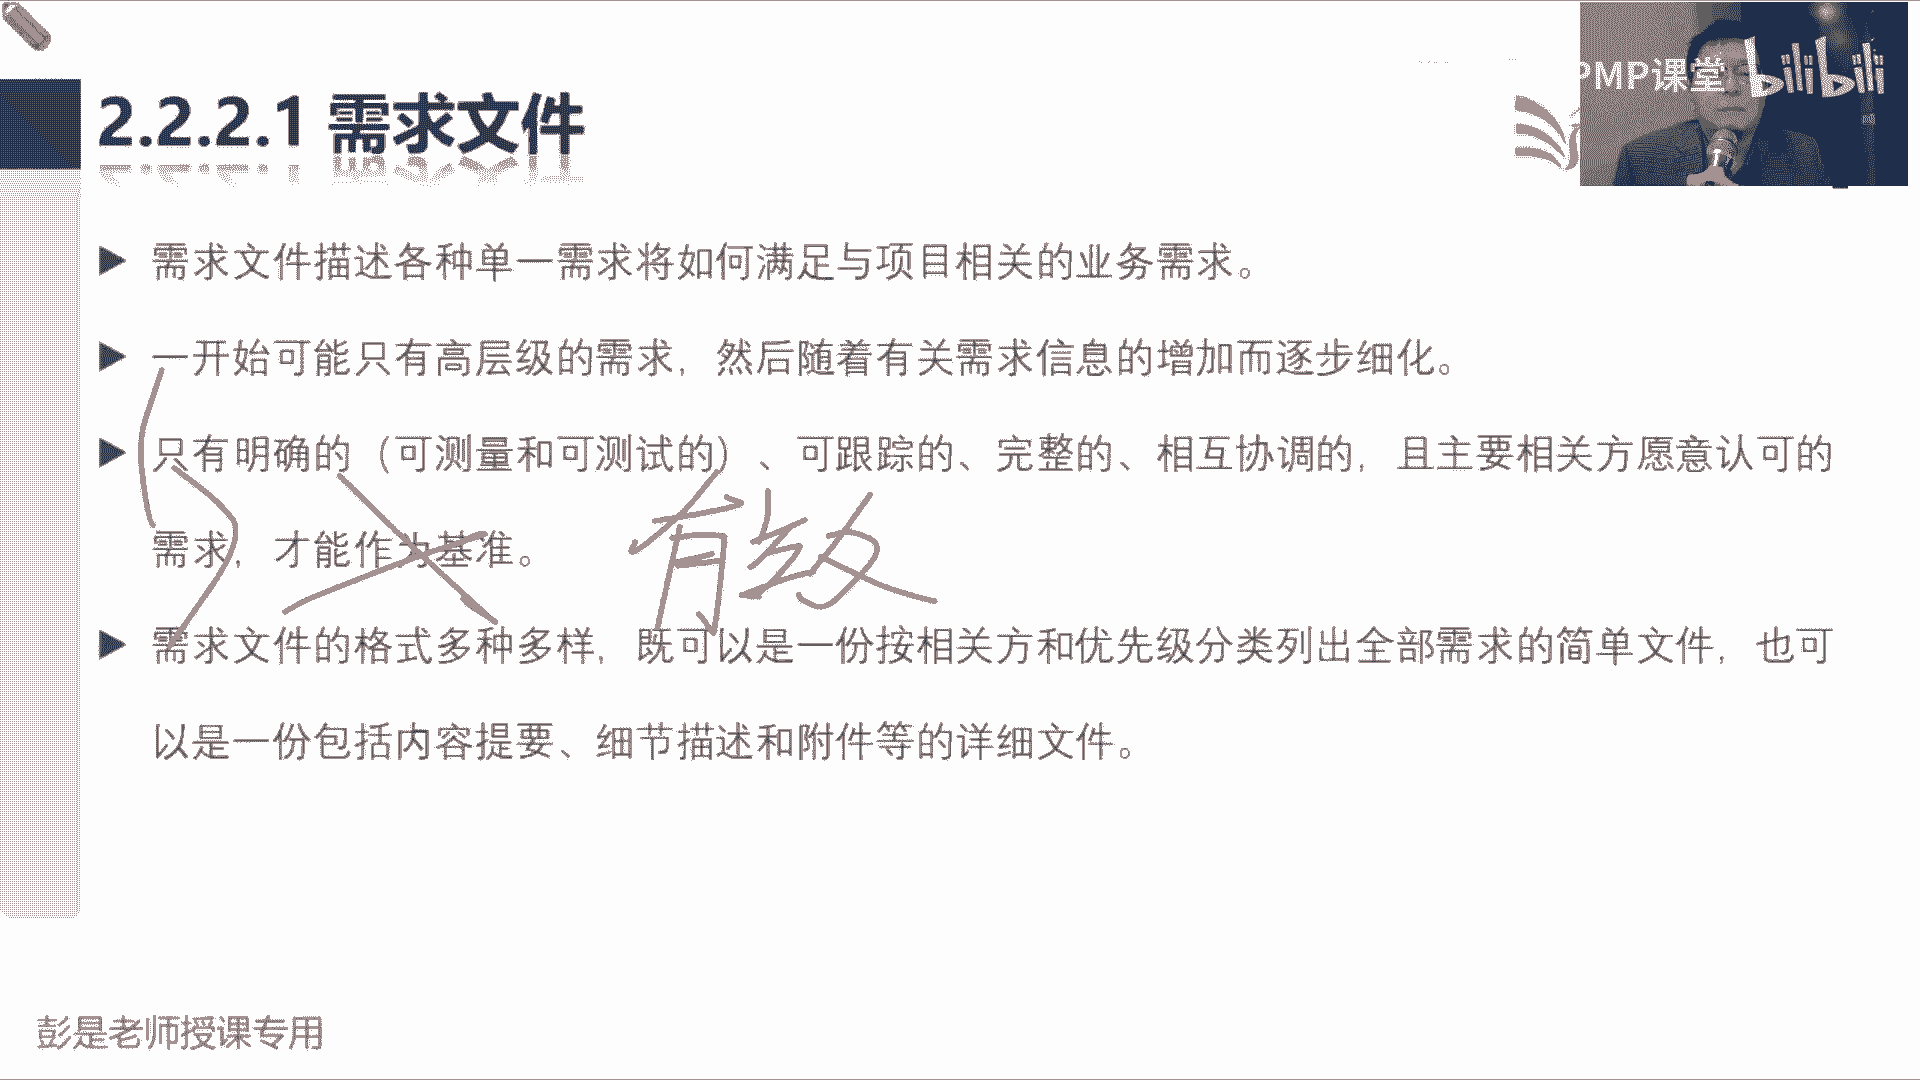 PMP课堂 bilibili
2.2.2.1 需求文件
需求文件描述各种单一需求将如何满足与项目相关的业务需求。
一开始可能只有高层级的需求，然后随着有关需求信息的增加而逐步细化。
只有明确的（可测量和可测试的）、可跟踪的、完整的、相互协调的，且主要相关方愿意认可的
需求，才能作为基准。
有效
需求文件的格式多种多样，既可以是一份按相关方和优先级分类列出全部需求的简单文件，也可
以是一份包括内容提要、细节描述和附件等的详细文件。
彭是老师授课专用